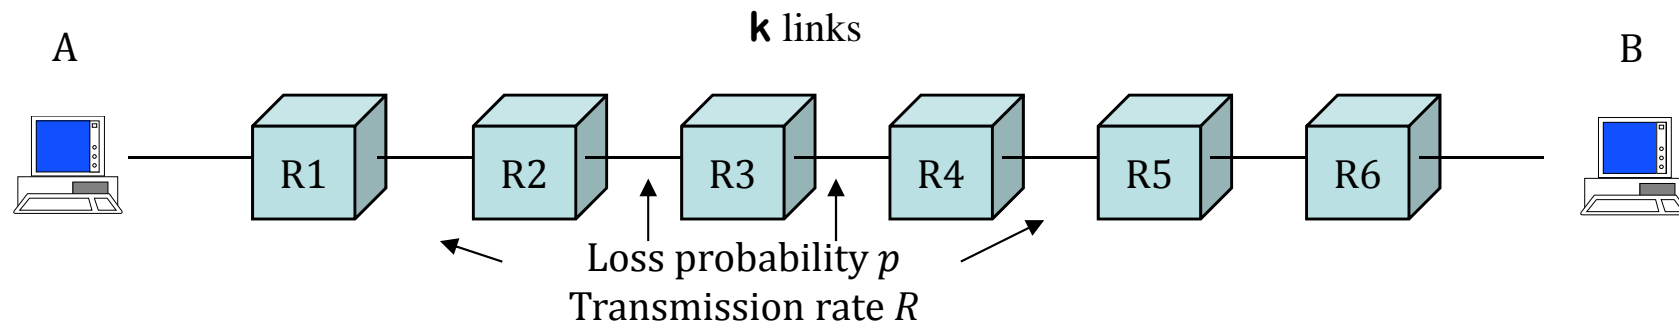 k links
A
B
R1 R2 R3 R4 R5 R6
Loss probability p
Transmission rate R